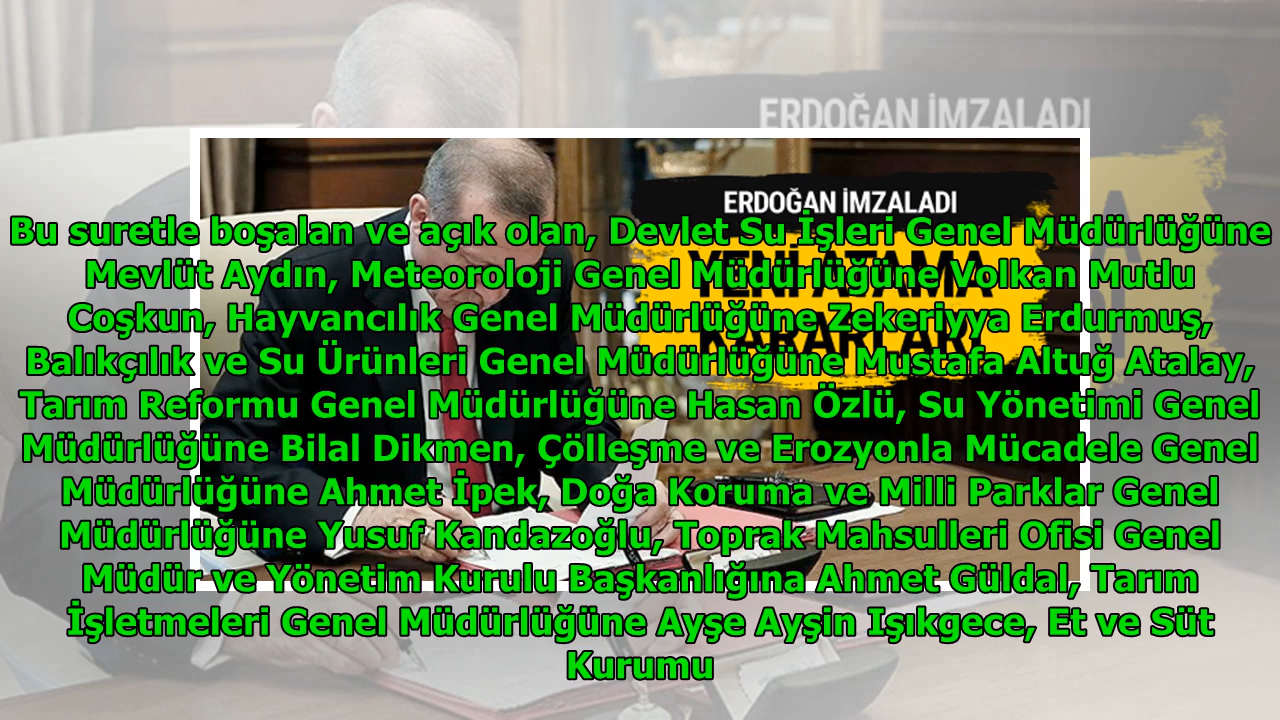 ERDOĞAN İMZALADI
ERDOĞAN İMZALADI
YENİ ATAMA
KARARLARI
Bu suretle boşalan ve açık olan, Devlet Su İşleri Genel Müdürlüğüne
Mevlüt Aydın, Meteoroloji Genel Müdürlüğüne Volkan Mutlu
Coşkun, Hayvancılık Genel Müdürlüğüne Zekeriyya Erdurmuş,
Balıkçılık ve Su Ürünleri Genel Müdürlüğüne Mustafa Altuğ Atalay,
Tarım Reformu Genel Müdürlüğüne Hasan Özlü, Su Yönetimi Genel
Müdürlüğüne Bilal Dikmen, Çölleşme ve Erozyonla Mücadele Genel
Müdürlüğüne Ahmet İpek, Doğa Koruma ve Milli Parklar Genel
Müdürlüğüne Yusuf Kandazoğlu, Toprak Mahsulleri Ofisi Genel
Müdür ve Yönetim Kurulu Başkanlığına Ahmet Güldal, Tarım
İşletmeleri Genel Müdürlüğüne Ayşe Ayşin Işıkgece, Et ve Süt
Kurumu